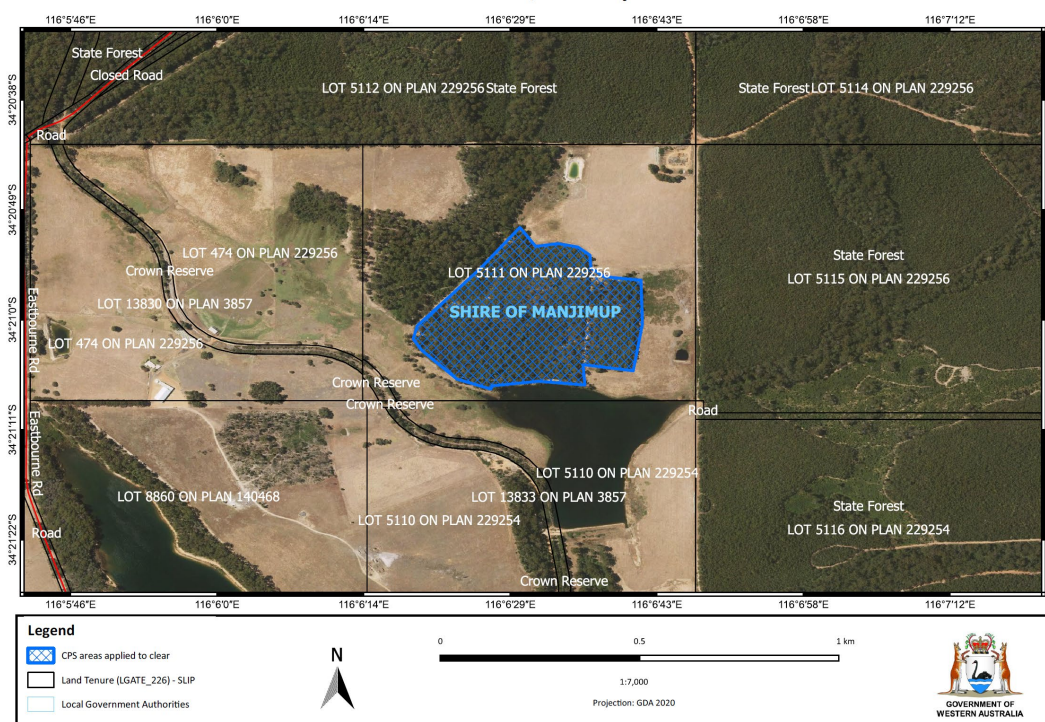 116°5'46"E 116°6'0"E 116°6'14"E 116°6'29"E 116°6'43"E 116°6'58"E 116°7'12"E
State Forest
Closed Road
LOT 5112 ON PLAN 229256 State Forest
State Forest LOT 5114 ON PLAN 229256
34°20'38"S
Road
34°20'49"S
LOT 474 ON PLAN 229256
Crown Reserve
LOT 5111 ON PLAN 229256
State Forest
LOT 5115 ON PLAN 229256
LOT 13830 ON PLAN 3857
SHIRE OF MANJIMUP
34°21'0"S
Eastbourne Rd
LOT 474 ON PLAN 229256
Crown Reserve
Crown Reserve
Road
34°21'11"S
Eastbourne Rd
LOT 5110 ON PLAN 229254
LOT 8860 ON PLAN 140468
LOT 13833 ON PLAN 3857
State Forest
LOT 5110 ON PLAN 229254
LOT 5116 ON PLAN 229254
34°21'22"S
Road
Crown Reserve
116°5'46"E 116°6'0"E 116°6'14"E 116°6'29"E 116°6'43"E 116°6'58"E 116°7'12"E
Legend
CPS areas applied to clear
Land Tenure (LGATE_226) - SLIP
Local Government Authorities
N
0 0.5 1 km
1:7,000
Projection: GDA 2020
GOVERNMENT OF
WESTERN AUSTRALIA